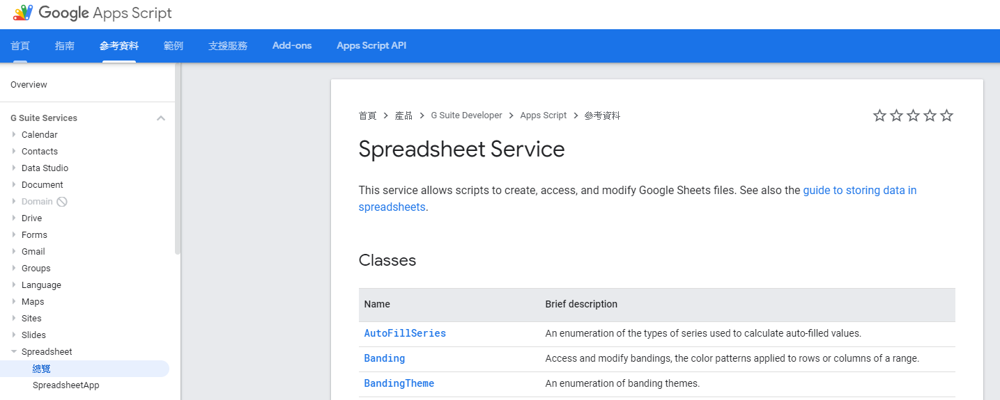 Google Apps Script
首頁 指南 參考資料 範例 支援服務 Add-ons Apps Script API
Overview
G Suite Services
Calendar
Contacts
Data Studio
Document
Domain
Drive
Forms
Gmail
Groups
Language
Maps
Sites
Slides
Spreadsheet
總覽
SpreadsheetApp
首頁 > 產品 > G Suite Developer > Apps Script > 參考資料
Spreadsheet Service
This service allows scripts to create, access, and modify Google Sheets files. See also the guide to storing data in
spreadsheets.
Classes
Name Brief description
AutoFillSeries An enumeration of the types of series used to calculate auto-filled values.
Banding Access and modify bandings, the color patterns applied to rows or columns of a range.
BandingTheme An enumeration of banding themes.